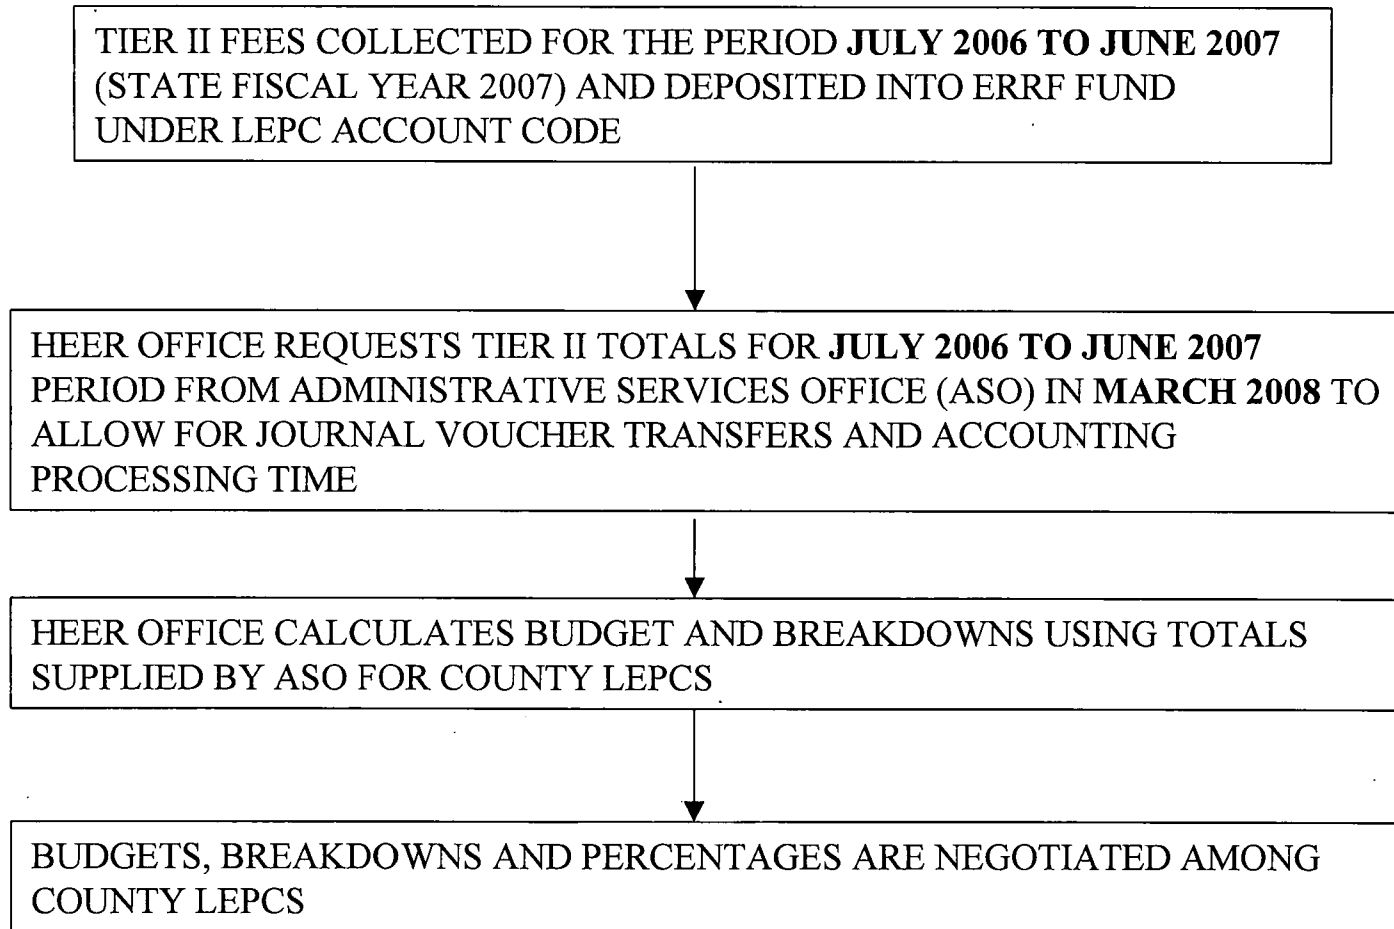 TIER II FEES COLLECTED FOR THE PERIOD JULY 2006 TO JUNE 2007
(STATE FISCAL YEAR 2007) AND DEPOSITED INTO ERRF FUND
UNDER LEPC ACCOUNT CODE
HEER OFFICE REQUESTS TIER II TOTALS FOR JULY 2006 TO JUNE 2007
PERIOD FROM ADMINISTRATIVE SERVICES OFFICE (ASO) IN MARCH 2008 TO
ALLOW FOR JOURNAL VOUCHER TRANSFERS AND ACCOUNTING
PROCESSING TIME
HEER OFFICE CALCULATES BUDGET AND BREAKDOWNS USING TOTALS
SUPPLIED BY ASO FOR COUNTY LEPCS
BUDGETS, BREAKDOWNS AND PERCENTAGES ARE NEGOTIATED AMONG
COUNTY LEPCS